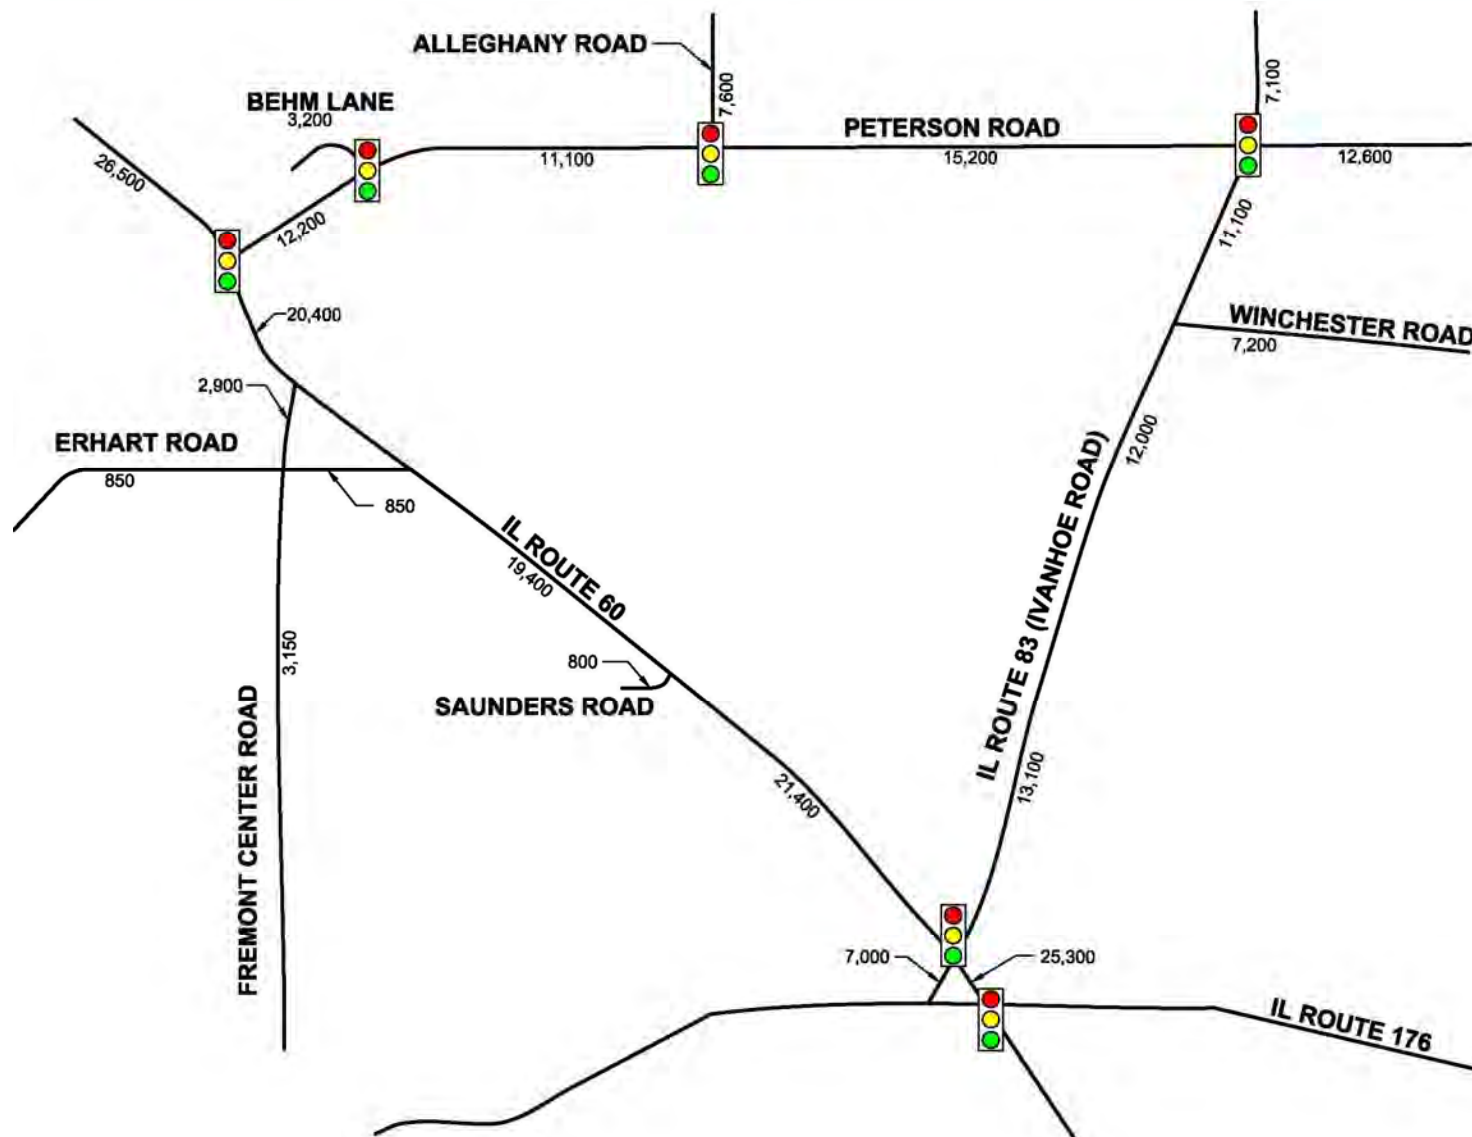 ALLEGHANY ROAD
7,600
7,100
BEHM LANE
3,200
PETERSON ROAD
11,100
15,200
12,600
26,500
12,200
11,100
20,400
WINCHESTER ROAD
7,200
2,900
ERHART ROAD
850
850
12,000
IL ROUTE 60
19,400
IL ROUTE 83 (IVANHOE ROAD)
3,150
800
SAUNDERS ROAD
21,400
13,100
FREMONT CENTER ROAD
7,000
25,300
IL ROUTE 176